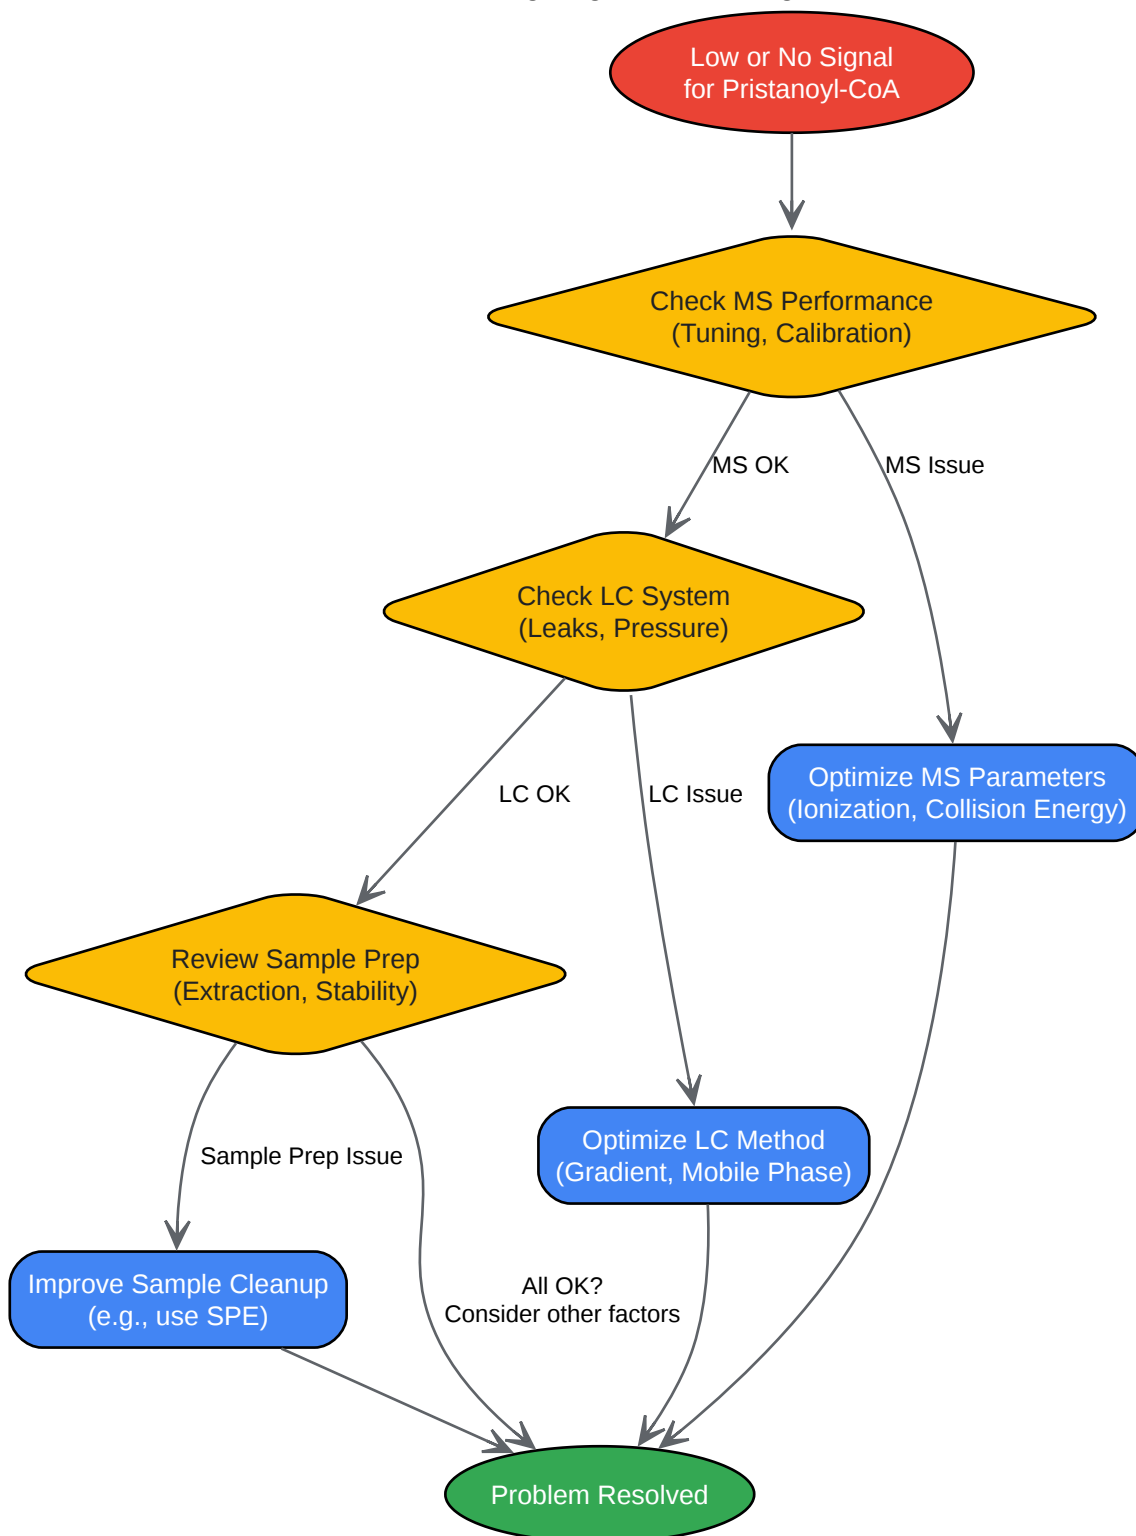 Low or No Signal
for Pristanoyl-CoA
Check MS Performance
(Tuning, Calibration)
MS OK
MS Issue
Check LC System
(Leaks, Pressure)
Optimize MS Parameters
(Ionization, Collision Energy)
LC OK
LC Issue
Review Sample Prep
(Extraction, Stability)
Optimize LC Method
(Gradient, Mobile Phase)
Sample Prep Issue
Improve Sample Cleanup
(e.g., use SPE)
All OK?
Consider other factors
Problem Resolved